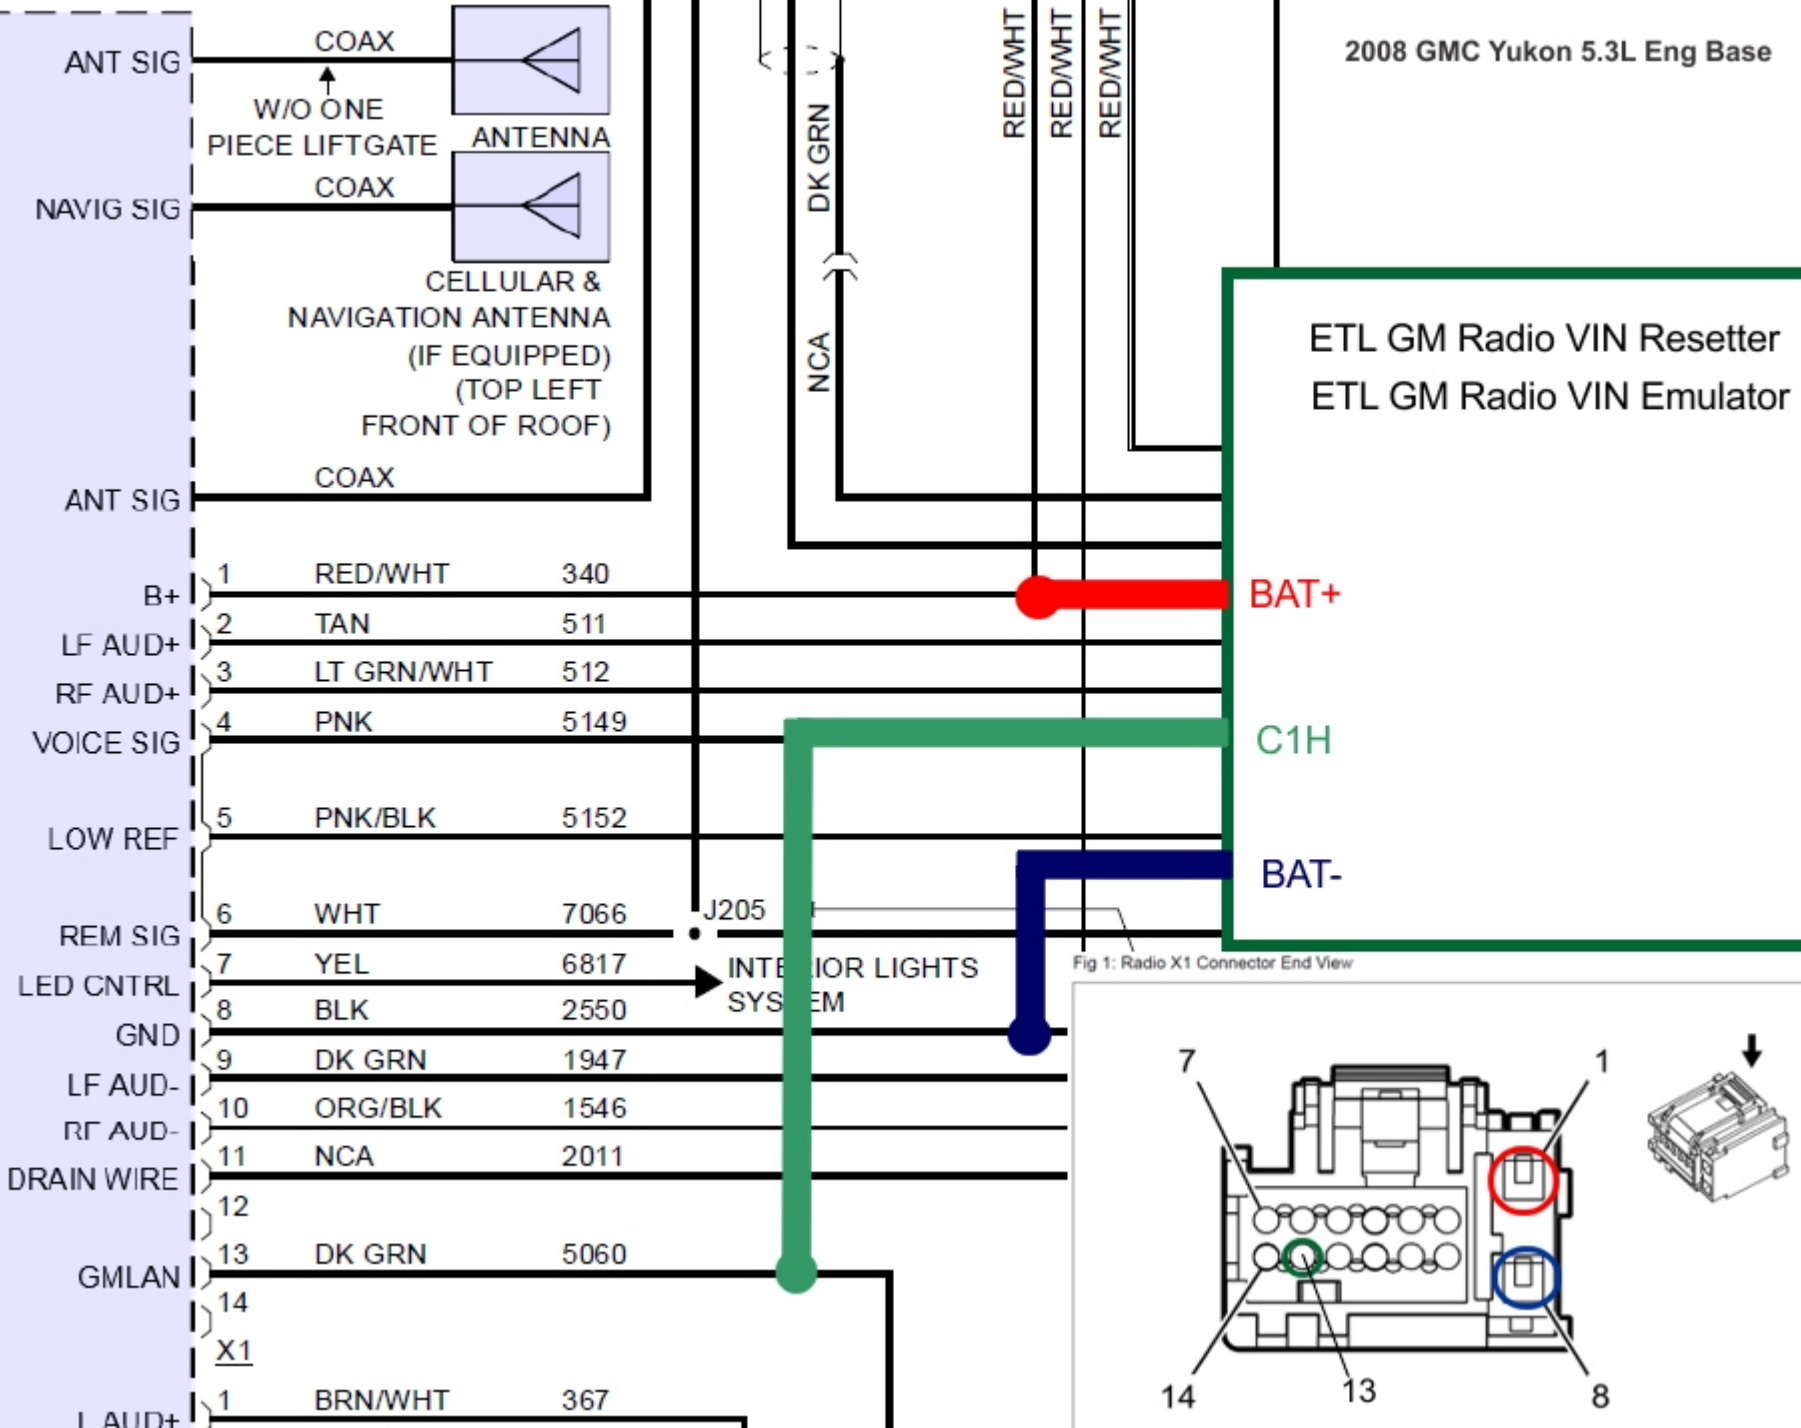 2008 GMC Yukon 5.3L Eng Base
RED/WHT
RED/WHT
RED/WHT
ANT SIG
COAX
W/O ONE
PIECE LIFTGATE
ANTENNA
DK GRN
NAVIG SIG
COAX
CELLULAR &
NAVIGATION ANTENNA
(IF EQUIPPED)
(TOP LEFT
FRONT OF ROOF)
NCA
ETL GM Radio VIN Resetter
ETL GM Radio VIN Emulator
ANT SIG
COAX
B+ 1 RED/WHT 340
BAT+
LF AUD+ 2 TAN 511
RF AUD+ 3 LT GRN/WHT 512
VOICE SIG 4 PNK 5149
C1H
LOW REF 5 PNK/BLK 5152
BAT-
REM SIG 6 WHT 7066
J205
LED CNTRL 7 YEL 6817
INTERIOR LIGHTS
SYSTEM
Fig 1: Radio X1 Connector End View
GND 8 BLK 2550
LF AUD- 9 DK GRN 1947
RF AUD- 10 ORG/BLK 1546
DRAIN WIRE 11 NCA 2011
12
GMLAN 13 DK GRN 5060
14
X1
L AUD+ 1 BRN/WHT 367
7
1
14
13
8